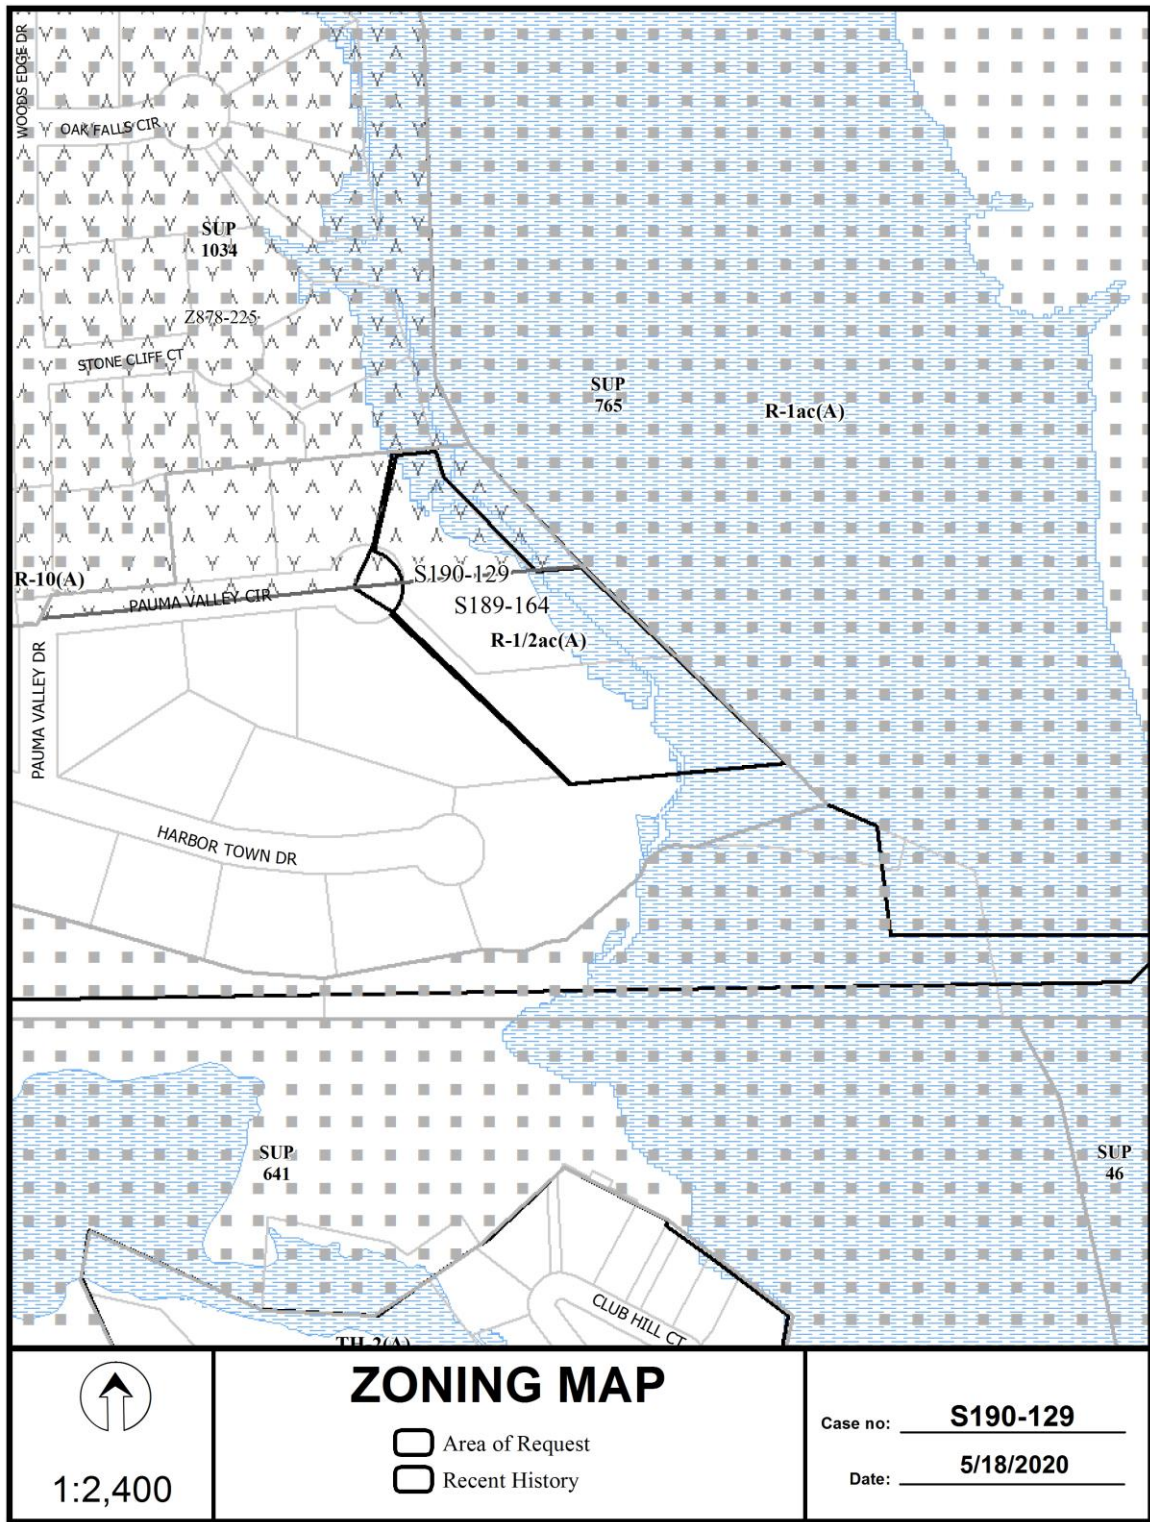 WOODS EDGE DR
OAK FALLS CIR
SUP
1034
Z878-225
STONE CLIFF CT
SUP
765
R-1ac(A)
R-10(A)
S190-129
PAUMA VALLEY CIR
S189-164
R-1/2ac(A)
PAUMA VALLEY DR
HARBOR TOWN DR
SUP
641
SUP
46
CLUB HILL CT
TH-2(A)
1:2,400
ZONING MAP
Area of Request
Recent History
Case no: S190-129
Date: 5/18/2020